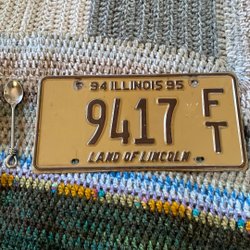 94 ILLINOIS 95
9417 FT
LAND OF LINCOLN